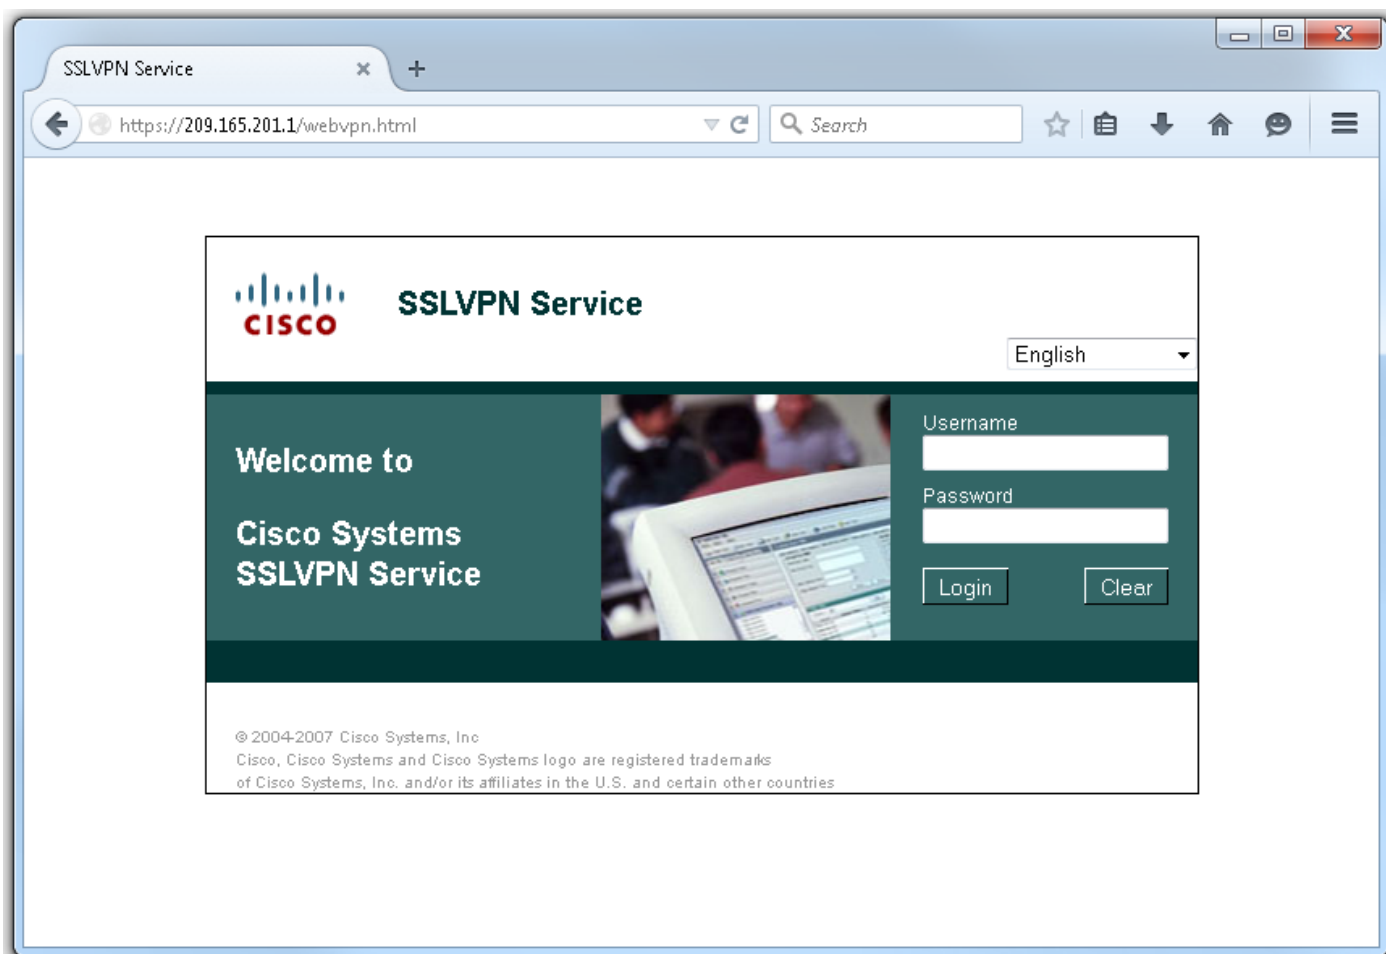 SSLVPN Service
https://209.165.201.1/webvpn.html
Search
CISCO
SSLVPN Service
English
Welcome to
Cisco Systems
SSLVPN Service
Username
Password
Login
Clear
© 2004-2007 Cisco Systems, Inc
Cisco, Cisco Systems and Cisco Systems logo are registered trademarks
of Cisco Systems, Inc. and/or its affiliates in the U.S. and certain other countries